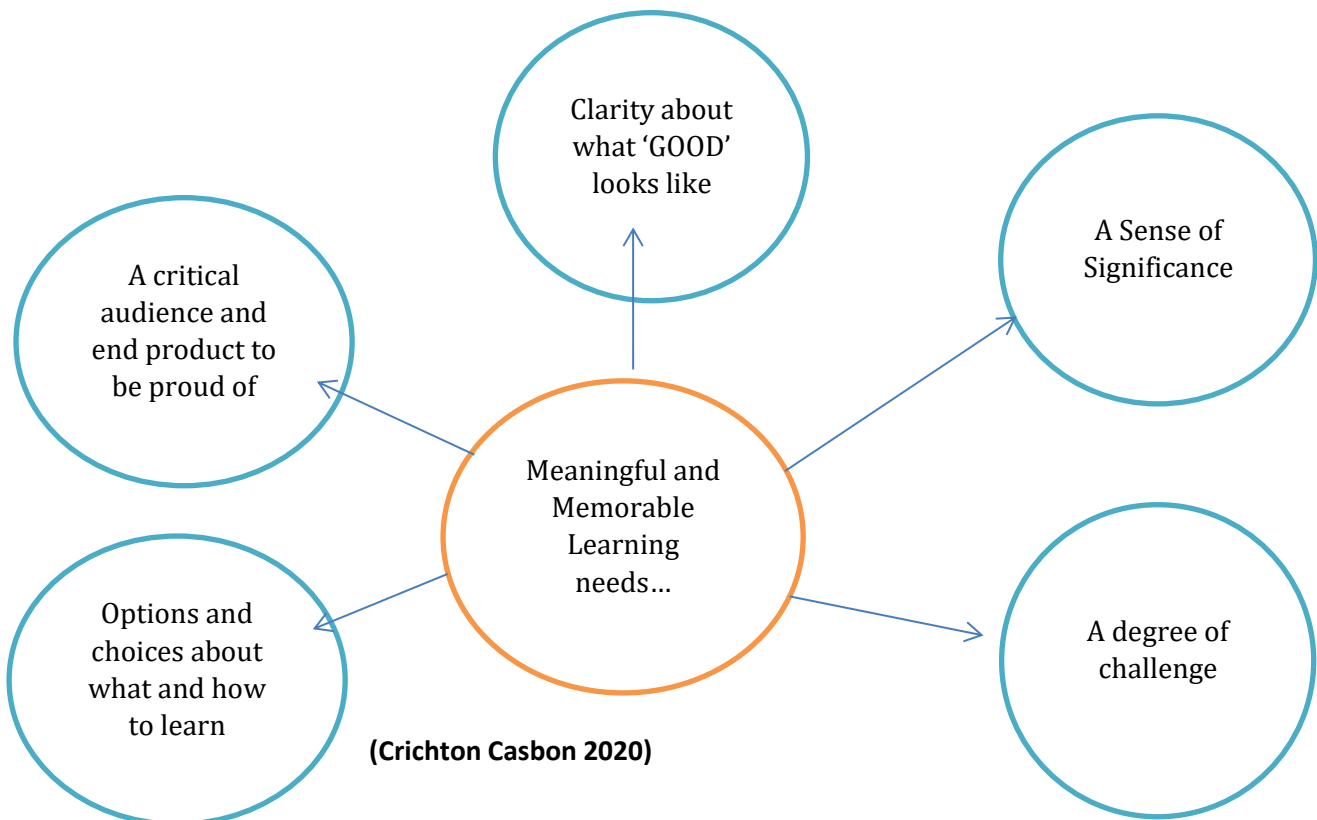 Clarity about
what ‘GOOD’
looks like
A Sense of
Significance
A critical
audience and
end product to
be proud of
Meaningful and
Memorable
Learning
needs…
Options and
choices about
what and how
to learn
A degree of
challenge
(Crichton Casbon 2020)